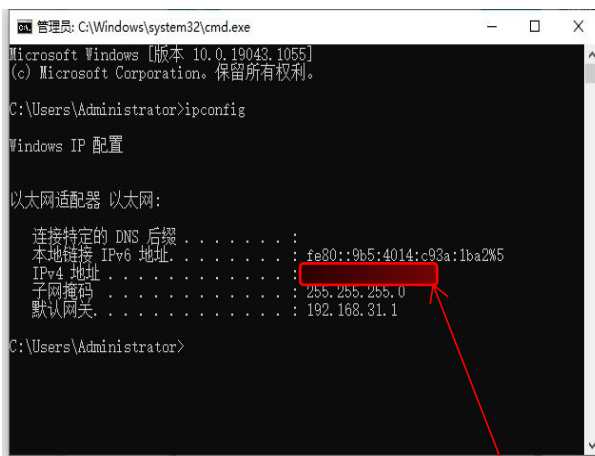 管理员: C:\Windows\system32\cmd.exe
Microsoft Windows [版本 10.0.19043.1055]
(c) Microsoft Corporation。保留所有权利。
C:\Users\Administrator>ipconfig
Windows IP 配置
以太网适配器 以太网:
连接特定的 DNS 后缀 . . . . . . . :
本地链接 IPv6 地址. . . . . . . . : fe80::9b5:4014:c93a:1ba2%5
IPv4 地址 . . . . . . . . . . . . :
子网掩码 . . . . . . . . . . . . : 255.255.255.0
默认网关. . . . . . . . . . . . . : 192.168.31.1
C:\Users\Administrator>